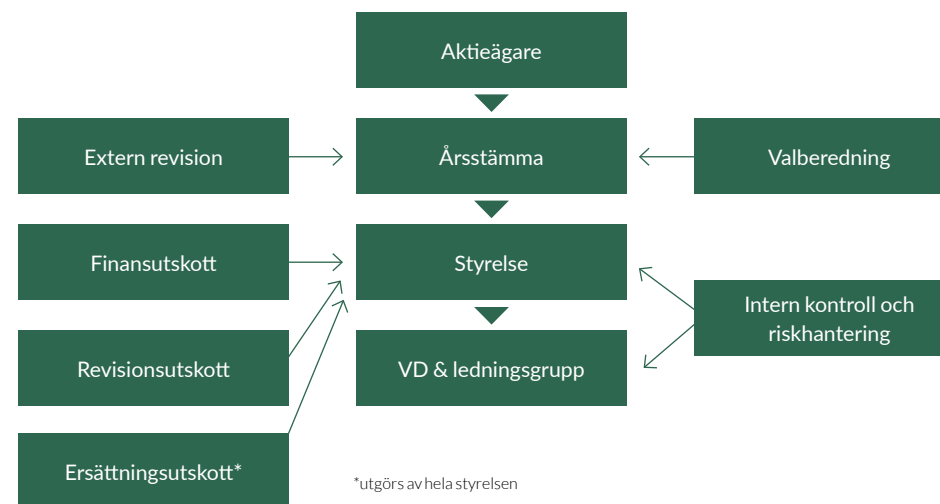 Aktieägare
Extern revision
Årsstämma
Valberedning
Finansutskott
Styrelse
Intern kontroll och
riskhantering
Revisionsutskott
VD & ledningsgrupp
Ersättningsutskott*
*utgörs av hela styrelsen